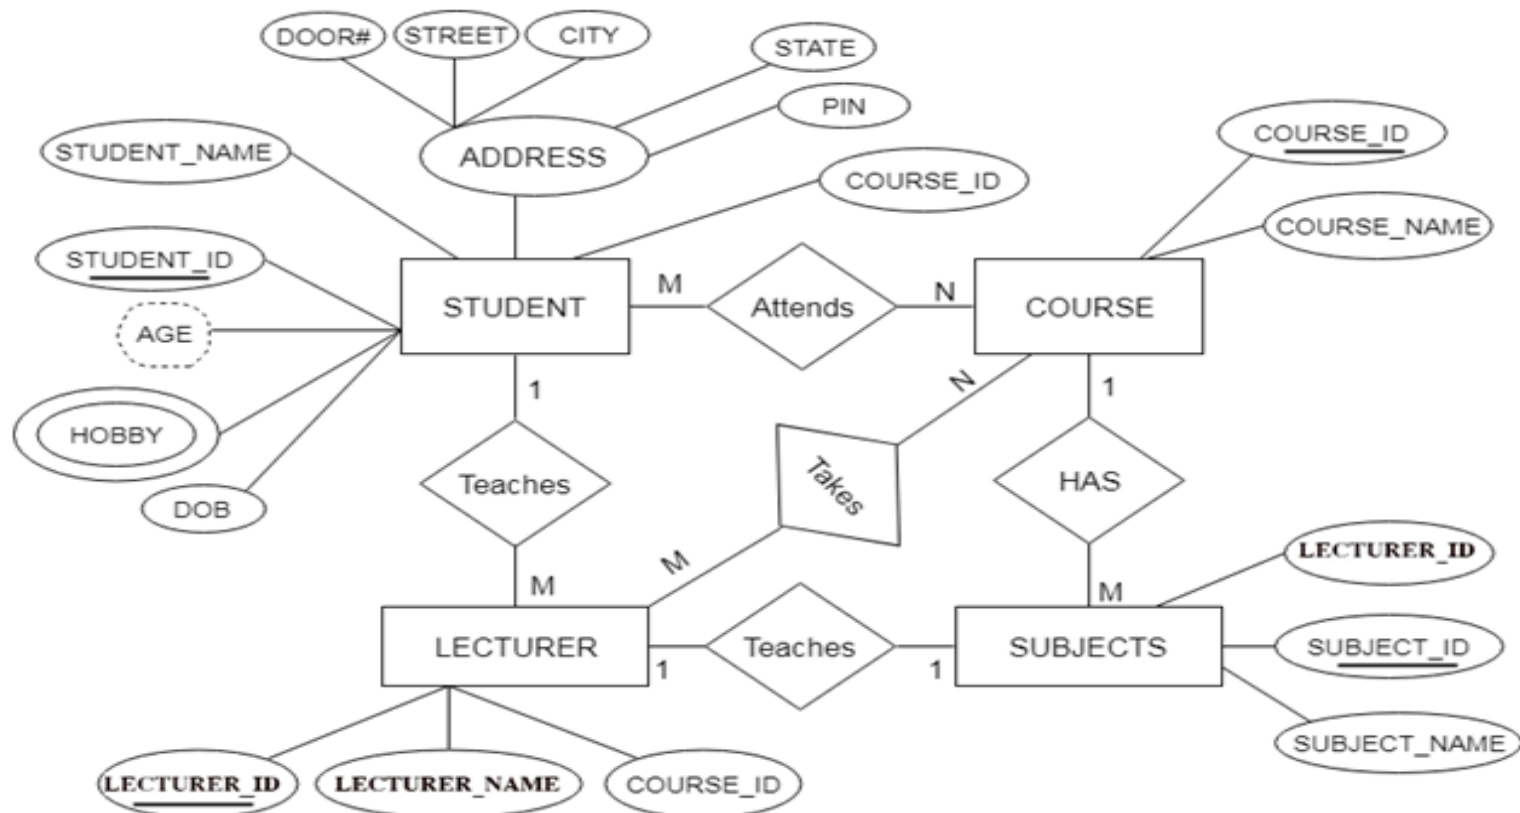 DOOR#
STREET
CITY
STATE
PIN
ADDRESS
STUDENT_NAME
COURSE_ID
COURSE_ID
COURSE_NAME
STUDENT_ID
AGE
HOBBY
DOB
STUDENT
M
Attends
N
COURSE
1
Teaches
M
N
Takes
M
1
HAS
M
LECTURER
1
Teaches
1
SUBJECTS
LECTURER_ID
SUBJECT_ID
SUBJECT_NAME
LECTURER_ID
LECTURER_NAME
COURSE_ID